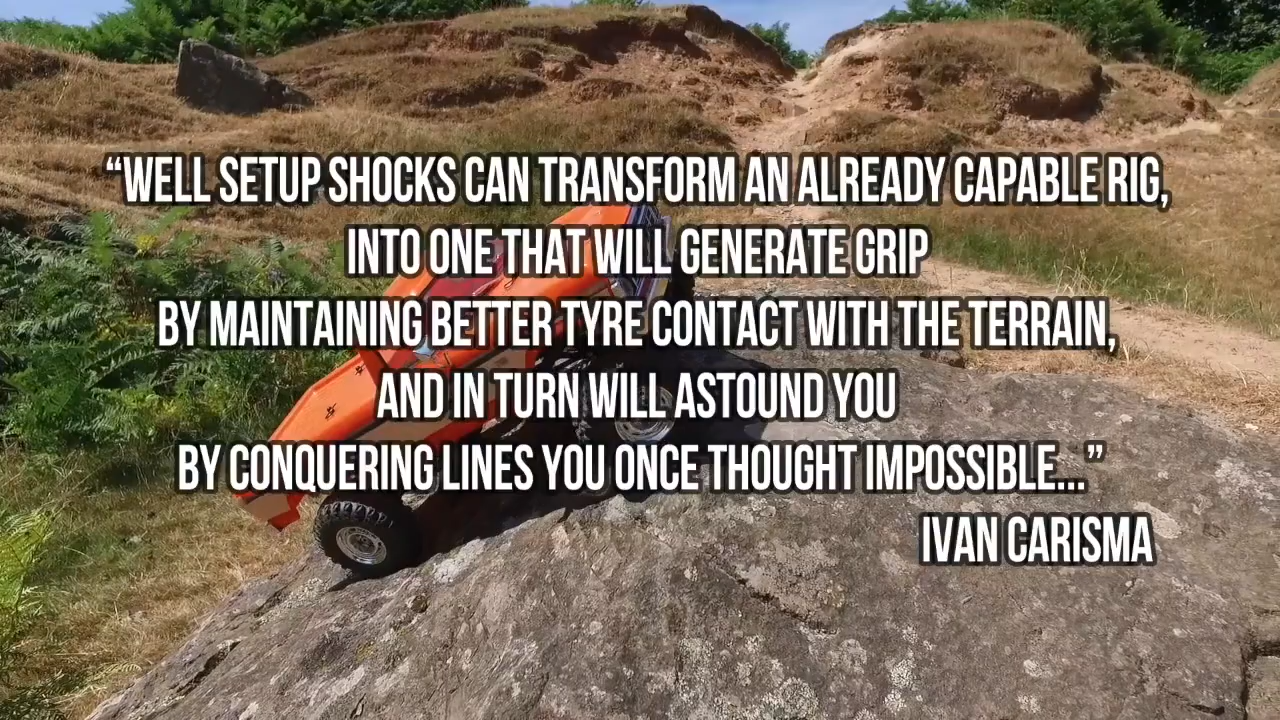 “WELL SETUP SHOCKS CAN TRANSFORM AN ALREADY CAPABLE RIG,
INTO ONE THAT WILL GENERATE GRIP
BY MAINTAINING BETTER TYRE CONTACT WITH THE TERRAIN,
AND IN TURN WILL ASTOUND YOU
BY CONQUERING LINES YOU ONCE THOUGHT IMPOSSIBLE...”
IVAN CARISMA